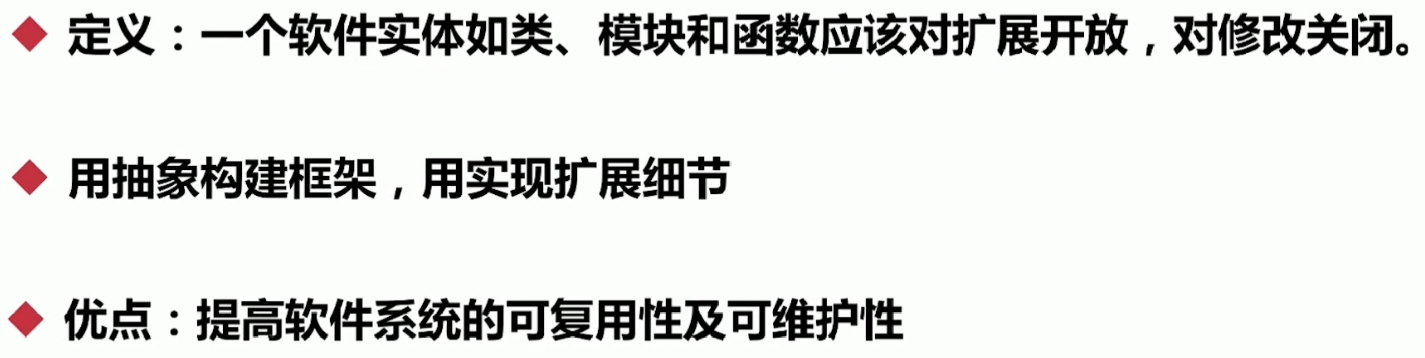 定义：一个软件实体如类、模块和函数应该对扩展开放，对修改关闭。
用抽象构建框架，用实现扩展细节
优点：提高软件系统的可复用性及可维护性